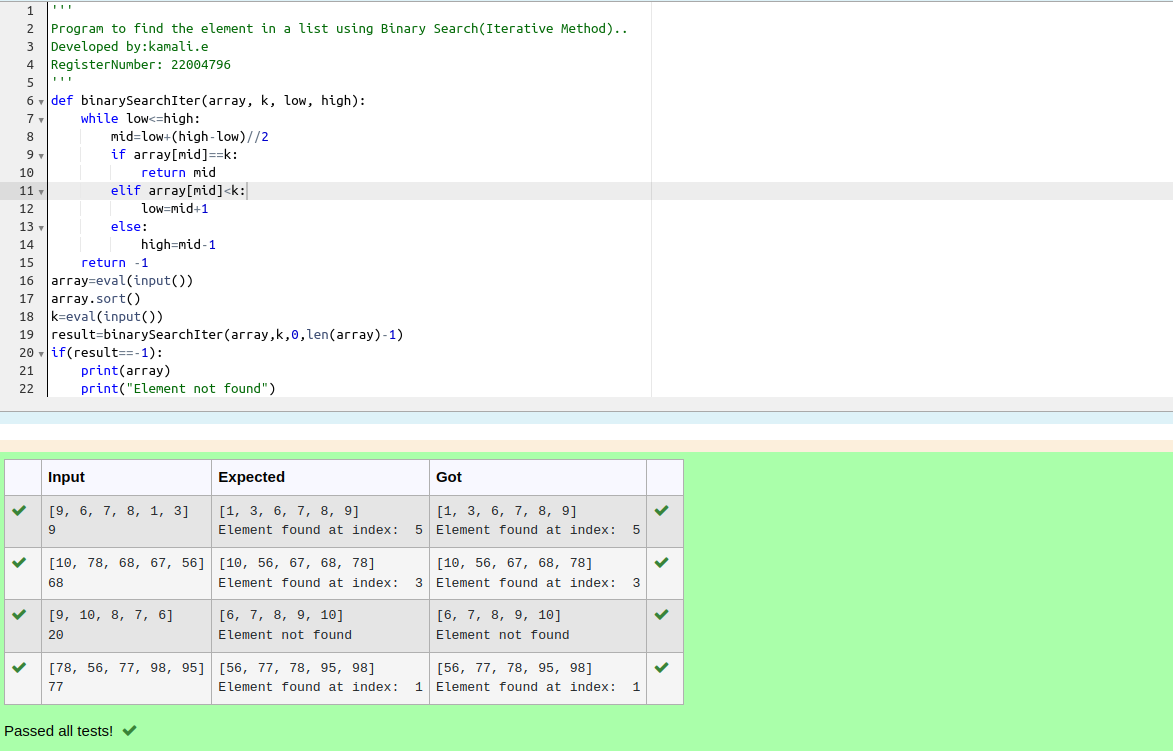 1 '''
2 Program to find the element in a list using Binary Search(Iterative Method)..
3 Developed by:kamali.e
4 RegisterNumber: 22004796
5 '''
6 def binarySearchIter(array, k, low, high):
7     while low<=high:
8         mid=low+(high-low)//2
9         if array[mid]==k:
10             return mid
11         elif array[mid]<k:
12             low=mid+1
13         else:
14             high=mid-1
15     return -1
16 array=eval(input())
17 array.sort()
18 k=eval(input())
19 result=binarySearchIter(array,k,0,len(array)-1)
20 if(result==-1):
21     print(array)
22     print("Element not found")
Input Expected Got
[9, 6, 7, 8, 1, 3] [1, 3, 6, 7, 8, 9] [1, 3, 6, 7, 8, 9]
9 Element found at index:  5 Element found at index:  5
[10, 78, 68, 67, 56] [10, 56, 67, 68, 78] [10, 56, 67, 68, 78]
68 Element found at index:  3 Element found at index:  3
[9, 10, 8, 7, 6] [6, 7, 8, 9, 10] [6, 7, 8, 9, 10]
20 Element not found Element not found
[78, 56, 77, 98, 95] [56, 77, 78, 95, 98] [56, 77, 78, 95, 98]
77 Element found at index:  1 Element found at index:  1
Passed all tests!